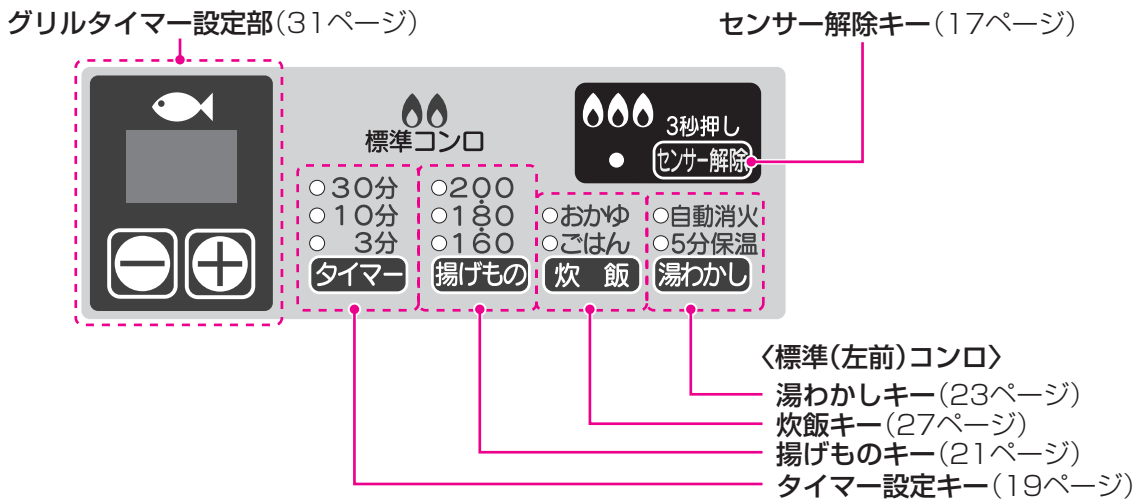 グリルタイマー設定部(31ページ)
センサー解除キー(17ページ)
標準コンロ
3秒押し
センサー解除
30分
10分
3分
タイマー
200
180
160
揚げもの
おかゆ
ごはん
炊飯
自動消火
5分保温
湯わかし
〈標準(左前)コンロ〉
湯わかしキー(23ページ)
炊飯キー(27ページ)
揚げものキー(21ページ)
タイマー設定キー(19ページ)